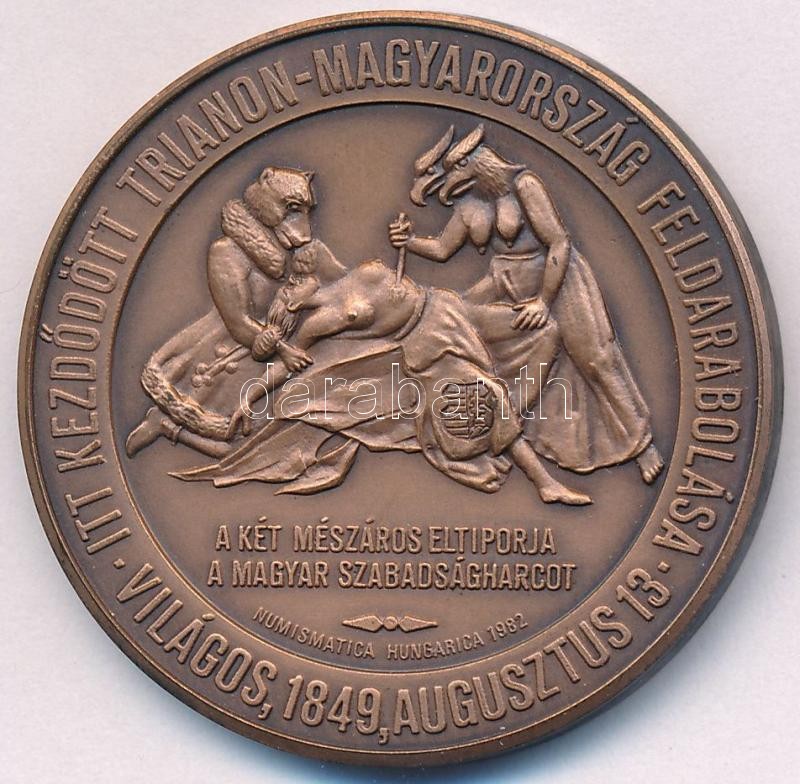 ITT KEZDŐDÖTT TRIANON-MAGYARORSZÁG FELDARABOLÁSA ·
VILÁGOS, 1849, AUGUSZTUS 13 ·
darabanth
A KÉT MÉSZÁROS ELTIPORJA
A MAGYAR SZABADSÁGHARCOT
NUMISMATICA HUNGARICA 1982